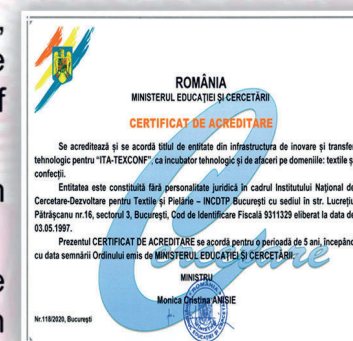 ROMÂNIA
MINISTERUL EDUCAȚIEI ȘI CERCETĂRII
CERTIFICAT DE ACREDITARE
Se acreditează și se acordă titlul de entitate din infrastructura de inovare și transfer
tehnologic pentru "ITA-TEXCONF", ca incubator tehnologic și de afaceri pe domeniile: textile și
confecții.
Entitatea este constituită fără personalitate juridică în cadrul Institutului Național de
Cercetare-Dezvoltare pentru Textile și Pielărie – INCDTP București cu sediul în str. Lucrețiu
Pătrășcanu nr.16, sectorul 3, București, Cod de Identificare Fiscală 9311329 eliberat la data de
03.05.1997.
Prezentul CERTIFICAT DE ACREDITARE se acordă pentru o perioadă de 5 ani, începând
cu data semnării Ordinului emis de MINISTERUL EDUCAȚIEI ȘI CERCETĂRII.
Cercetare
MINISTRU
Monica Cristina ANISIE
Nr.118/2020, București